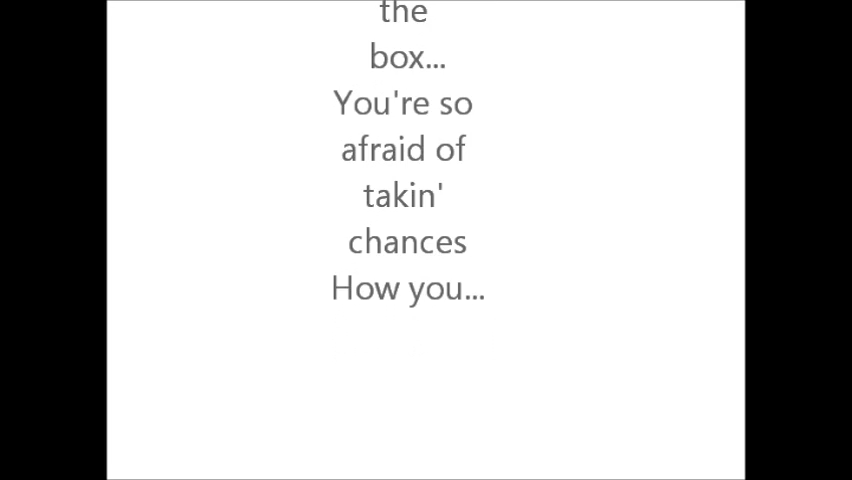 the
box...
You're so
afraid of
takin'
chances
How you...